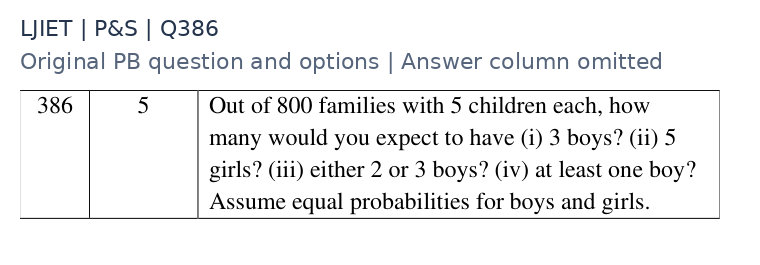 LJIET | P&S | Q386
Original PB question and options | Answer column omitted
386 5 Out of 800 families with 5 children each, how
many would you expect to have (i) 3 boys? (ii) 5
girls? (iii) either 2 or 3 boys? (iv) at least one boy?
Assume equal probabilities for boys and girls.